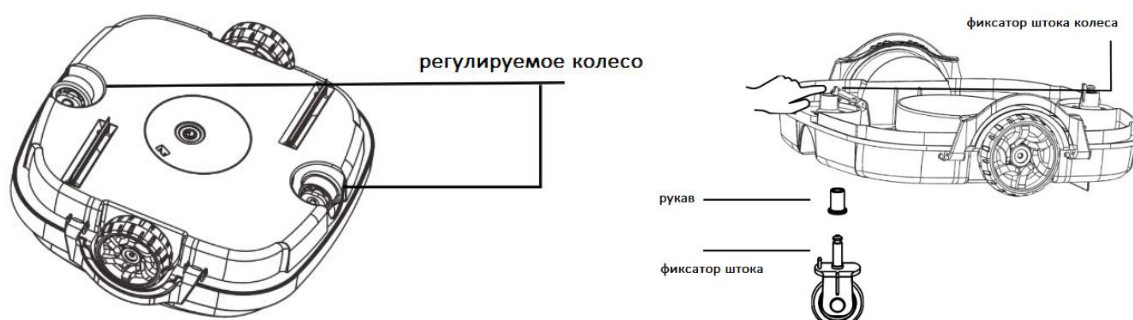 фиксатор штока колеса
регулируемое колесо
рукав
фиксатор штока